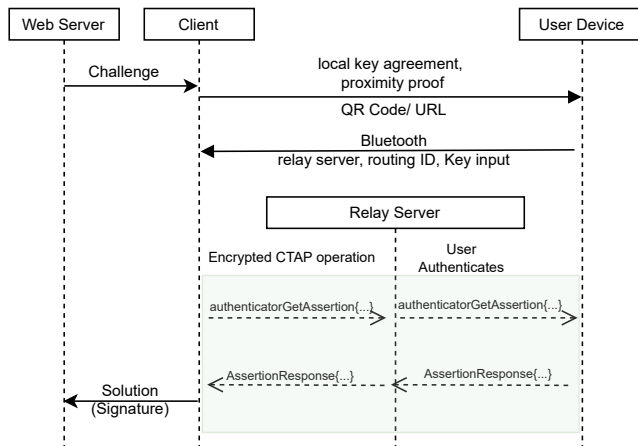 Web Server
Client
User Device
Challenge
local key agreement,
proximity proof
QR Code/ URL
Bluetooth
relay server, routing ID, Key input
Relay Server
Encrypted CTAP operation
User
Authenticates
authenticatorGetAssertion{...}
authenticatorGetAssertion{...}
AssertionResponse{...}
AssertionResponse{...}
Solution
(Signature)